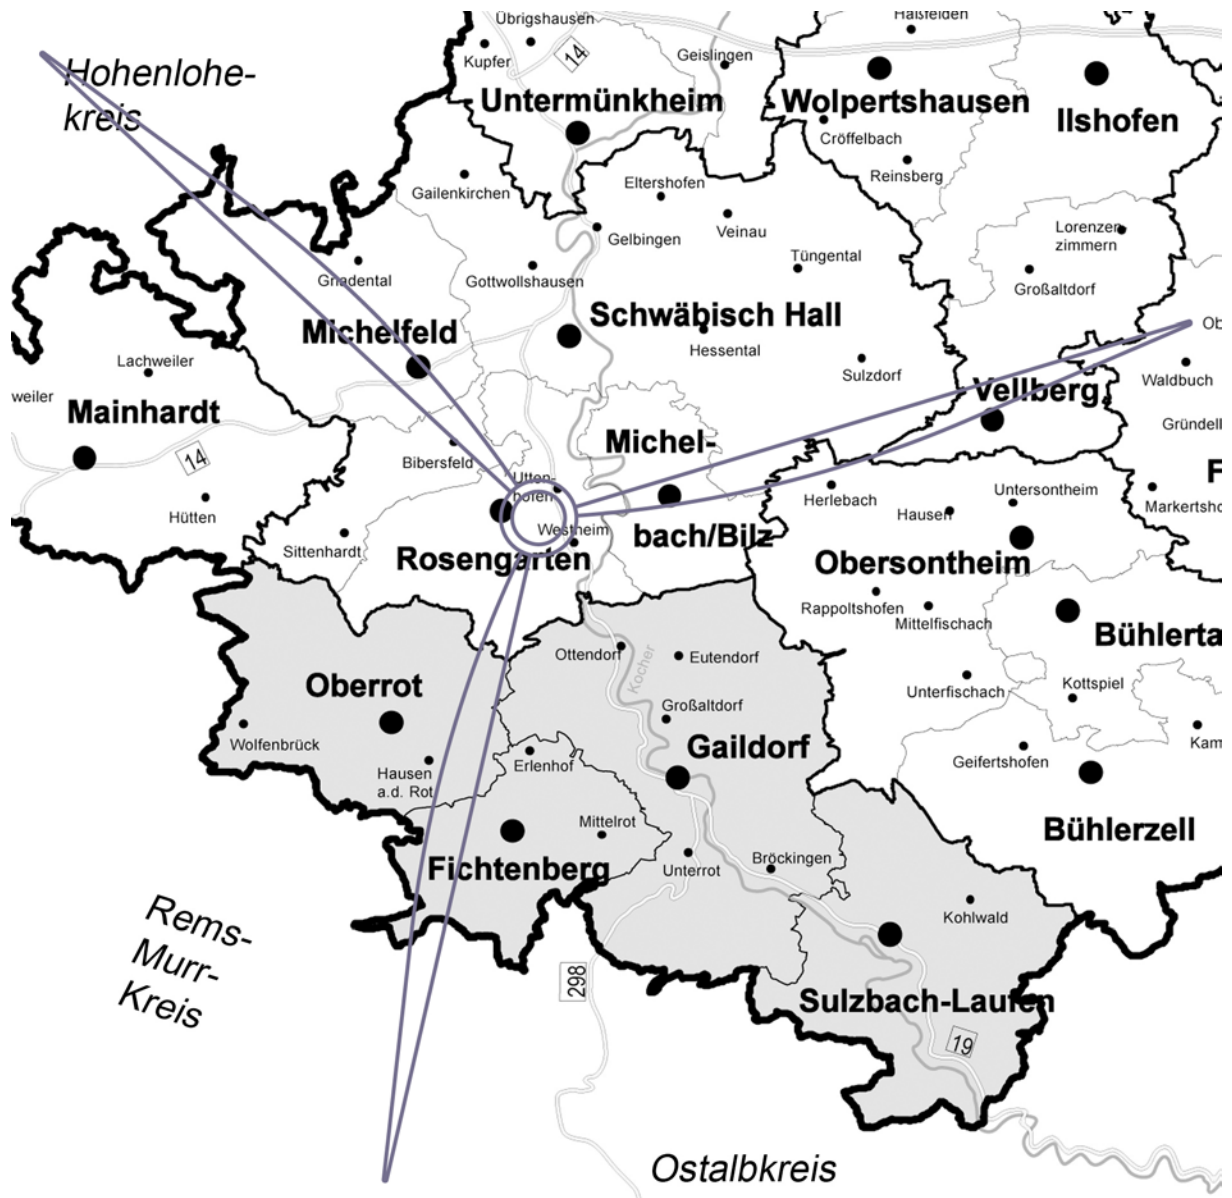 Übrigshausen
Haßfelden
14
Kupfer
Geislingen
Hohenlohe-
kreis
Untermünkheim
Wolpertshausen
Ilshofen
Cröffelbach
Reinsberg
Gailenkirchen
Eltershofen
Veinau
Gelbingen
Lorenzen-
zimmern
Tüngental
Gnadental
Gottwollshausen
Großaltdorf
Michelfeld
Schwäbisch Hall
Ob
Hessental
Lachweiler
Sulzdorf
Waldbuch
weiler
Mainhardt
Vellberg
Gründel
Michel-
14
Bibersfeld
Utten-
hofen
F
Hütten
Herlebach
Untersontheim
Hausen
Markertsho
Sittenhardt
Westheim
Rosengarten
bach/Bilz
Obersontheim
Rappoltshofen
Mittelfischach
Bühlerta
Ottendorf
Eutendorf
Kocher
Oberrot
Unterfischach
Kottspiel
Großaltdorf
Wolfenbrück
Gaildorf
Kam
Hausen
a.d. Rot
Erlenhof
Geifertshofen
Mittelrot
Bühlerzell
Fichtenberg
Unterrot
Bröckingen
Rems-
Murr-
Kreis
Kohlwald
298
Sulzbach-Laufen
19
Ostalbkreis